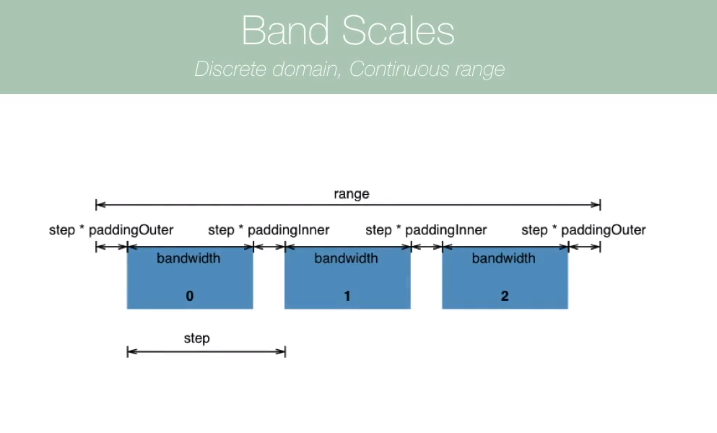 Band Scales
Discrete domain, Continuous range
range
step * paddingOuter step * paddingInner step * paddingInner step * paddingOuter
bandwidth bandwidth bandwidth
0 1 2
step